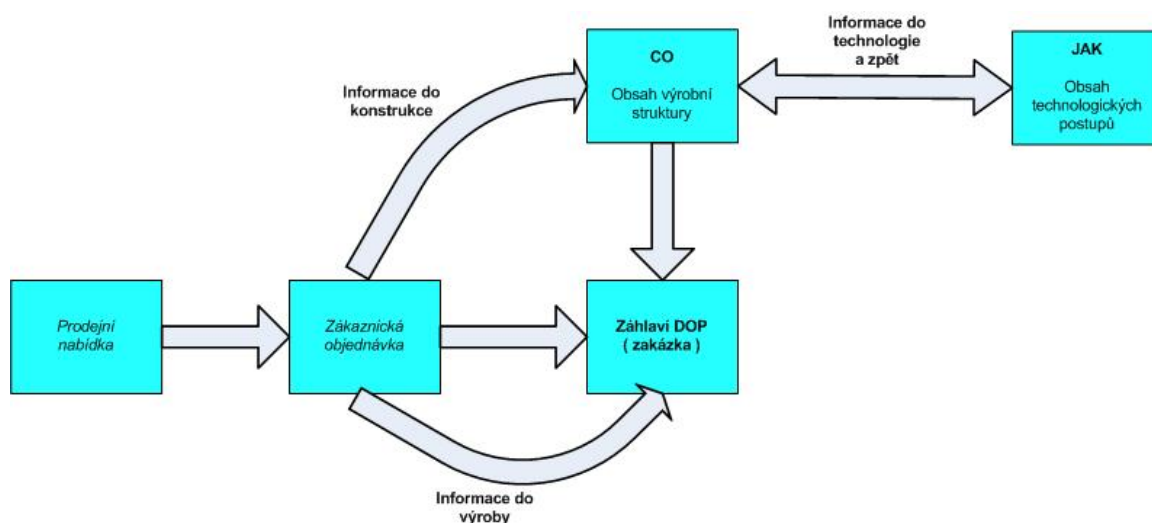 Informace do
technologie
a zpět
CO
Obsah výrobní
struktury
JAK
Obsah
technologických
postupů
Informace do
konstrukce
Prodejní
nabídka
Zákaznická
objednávka
Záhlaví DOP
( zakázka )
Informace do
výroby